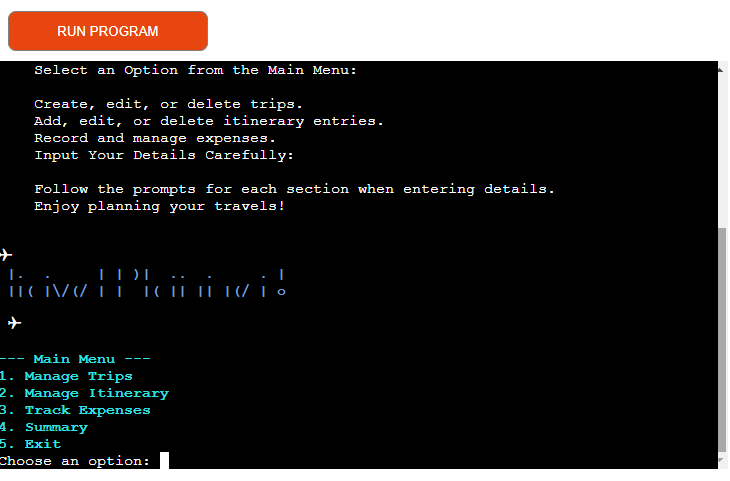 RUN PROGRAM
Select an Option from the Main Menu:
Create, edit, or delete trips.
Add, edit, or delete itinerary entries.
Record and manage expenses.
Input Your Details Carefully:
Follow the prompts for each section when entering details.
Enjoy planning your travels!
--- Main Menu ---
1. Manage Trips
2. Manage Itinerary
3. Track Expenses
4. Summary
5. Exit
Choose an option: